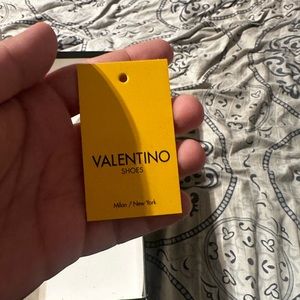 VALENTINO
SHOES
Milan / New York